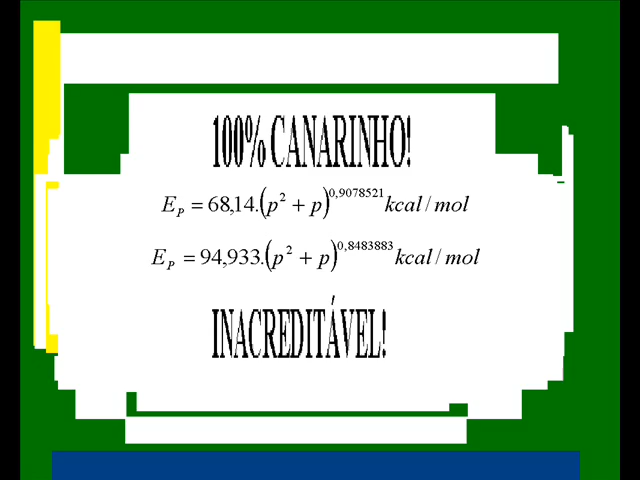 100% CANARINHO!
E_P = 68,14.(p² + p)^0,9078521 kcal / mol
E_P = 94,933.(p² + p)^0,8483883 kcal / mol
INACREDITÁVEL!